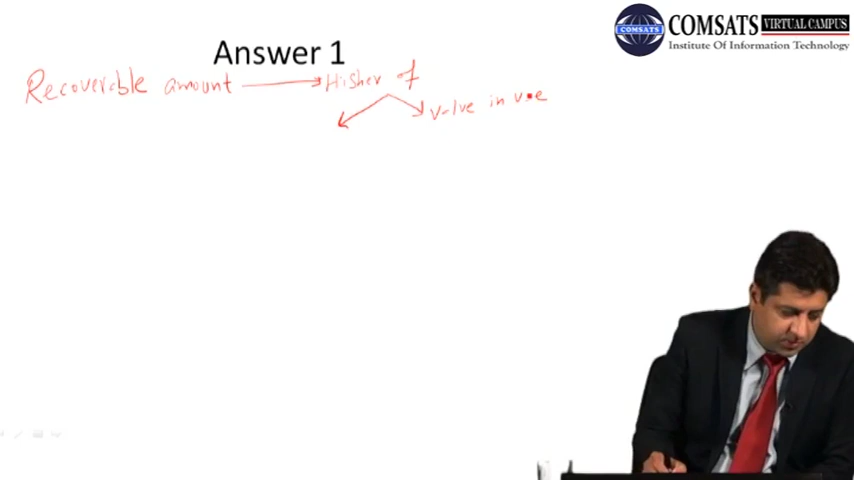 COMSATS VIRTUAL CAMPUS
Institute Of Information Technology
COMSATS
Answer 1
Recoverable amount → Higher of
Value in use